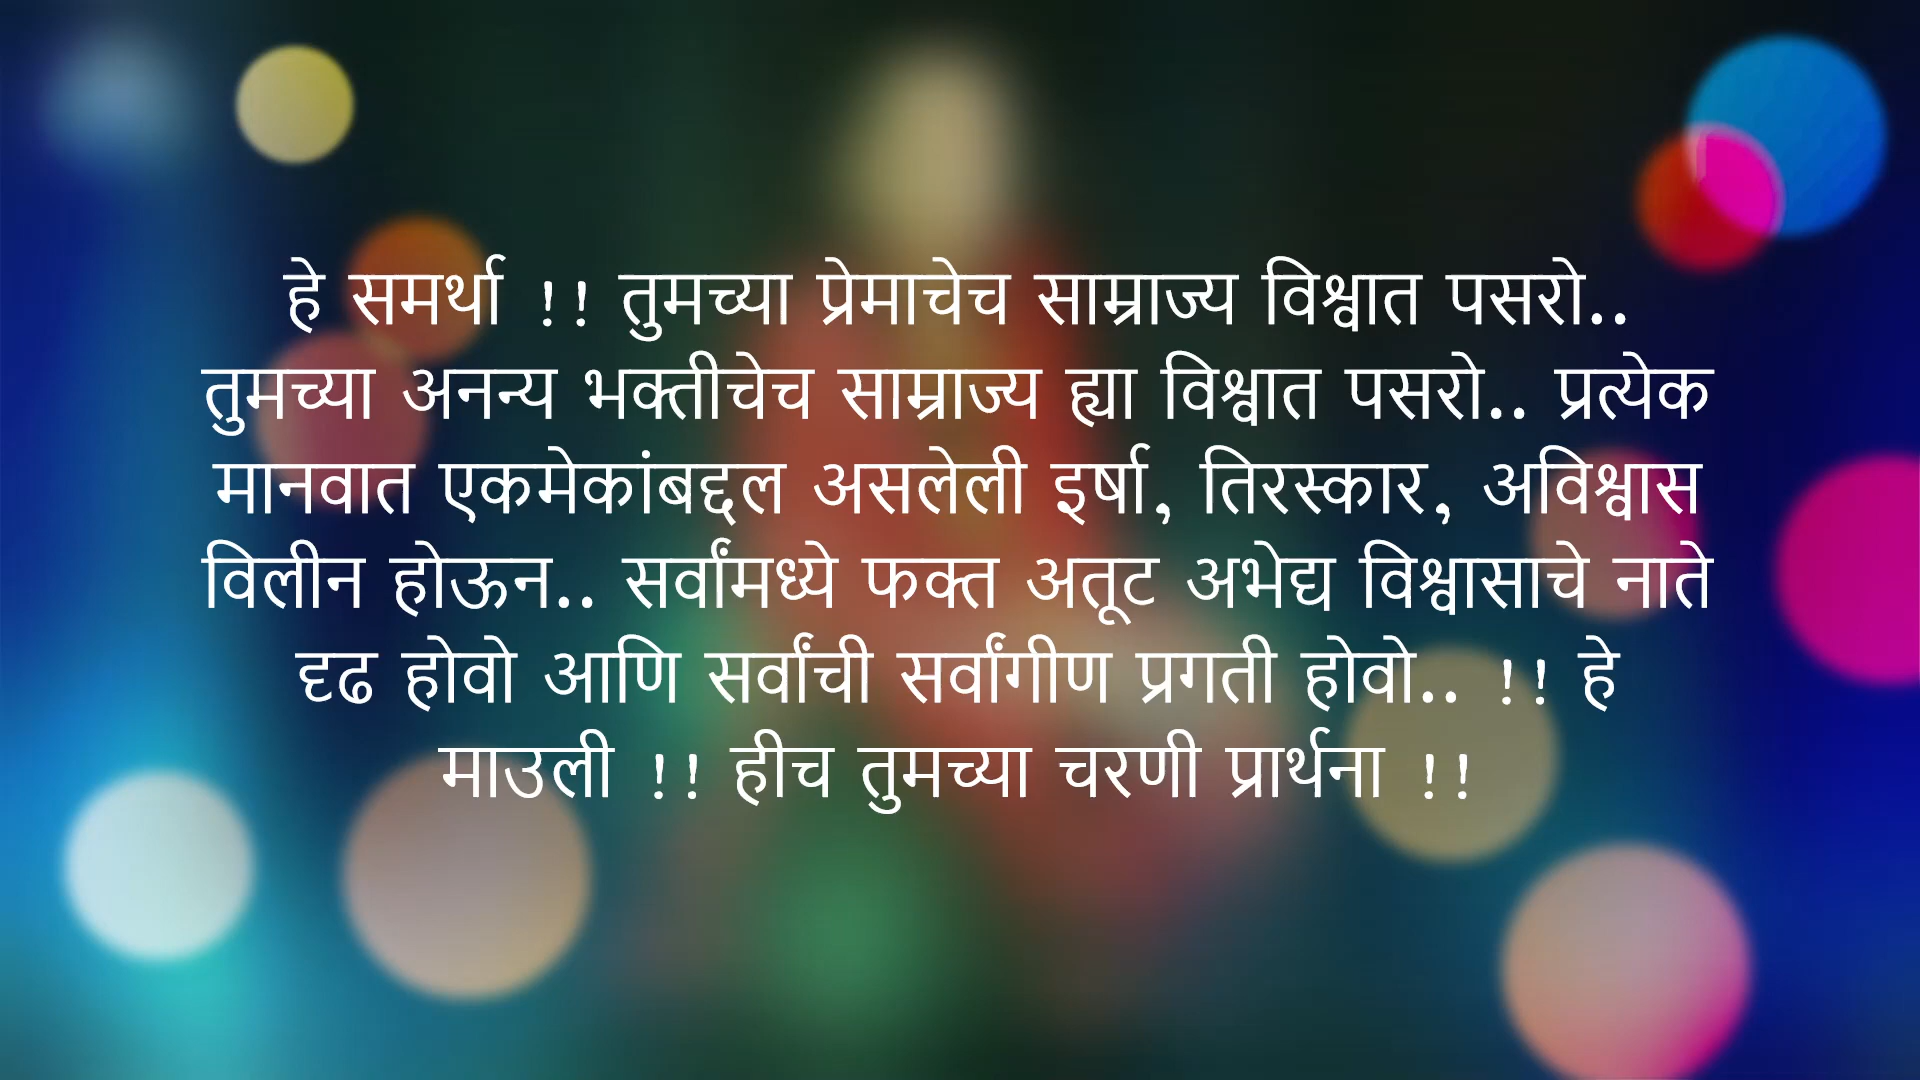 हे समर्था !! तुमच्या प्रेमाचेच साम्राज्य विश्वात पसरो..
तुमच्या अनन्य भक्तीचेच साम्राज्य ह्या विश्वात पसरो.. प्रत्येक
मानवात एकमेकांबद्दल असलेली इर्षा, तिरस्कार, अविश्वास
विलीन होऊन.. सर्वांमध्ये फक्त अतूट अभेद्य विश्वासाचे नाते
दृढ होवो आणि सर्वांची सर्वांगीण प्रगती होवो.. !! हे
माउली !! हीच तुमच्या चरणी प्रार्थना !!